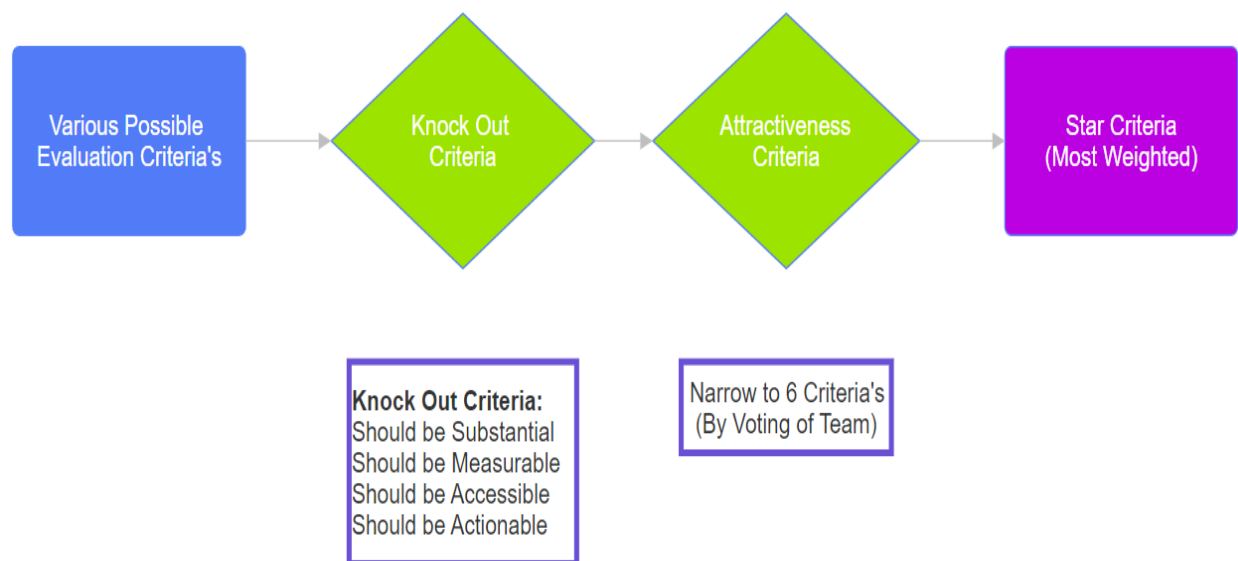 Various Possible
Evaluation Criteria's
Knock Out
Criteria
Attractiveness
Criteria
Star Criteria
(Most Weighted)
Knock Out Criteria:
Should be Substantial
Should be Measurable
Should be Accessible
Should be Actionable
Narrow to 6 Criteria's
(By Voting of Team)